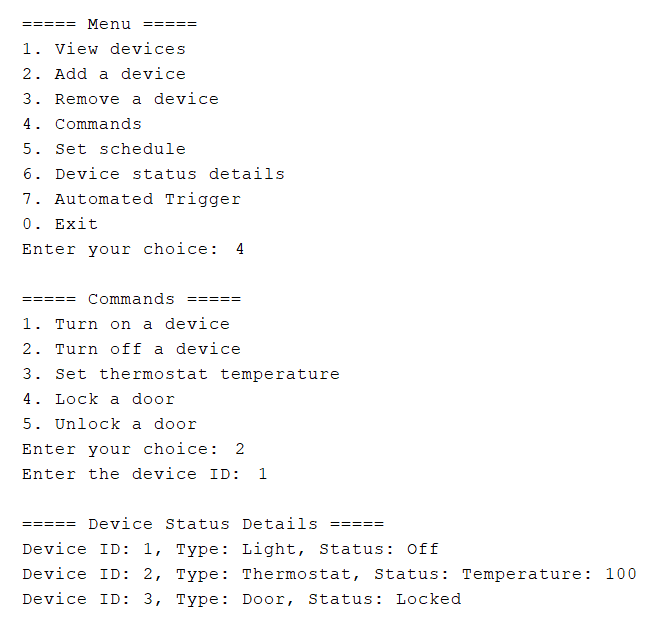 ===== Menu =====
1. View devices
2. Add a device
3. Remove a device
4. Commands
5. Set schedule
6. Device status details
7. Automated Trigger
0. Exit
Enter your choice: 4
===== Commands =====
1. Turn on a device
2. Turn off a device
3. Set thermostat temperature
4. Lock a door
5. Unlock a door
Enter your choice: 2
Enter the device ID: 1
===== Device Status Details =====
Device ID: 1, Type: Light, Status: Off
Device ID: 2, Type: Thermostat, Status: Temperature: 100
Device ID: 3, Type: Door, Status: Locked